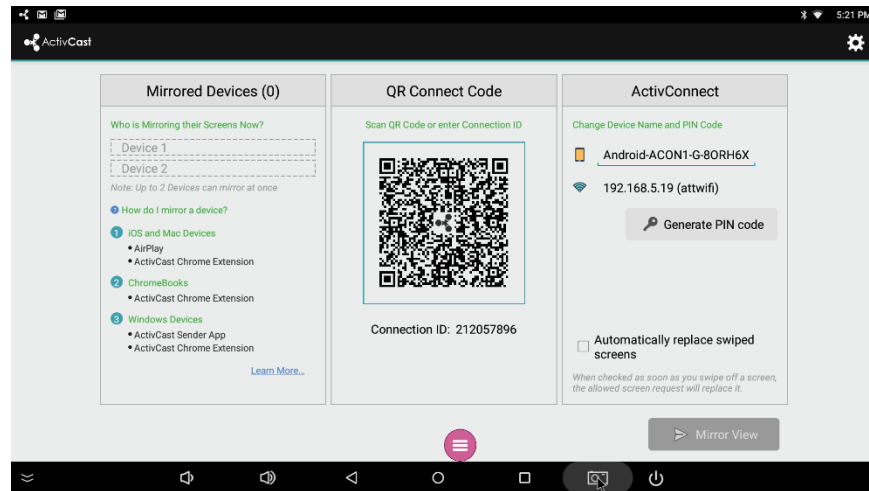 5:21 PM
ActivCast
Mirrored Devices (0)
Who is Mirroring their Screens Now?
Device 1
Device 2
Note: Up to 2 Devices can mirror at once
How do I mirror a device?
1 iOS and Mac Devices
• AirPlay
• ActivCast Chrome Extension
2 ChromeBooks
• ActivCast Chrome Extension
3 Windows Devices
• ActivCast Sender App
• ActivCast Chrome Extension
Learn More...
QR Connect Code
Scan QR Code or enter Connection ID
Connection ID: 212057896
ActivConnect
Change Device Name and PIN Code
Android-ACON1-G-8ORH6X
192.168.5.19 (attwifi)
Generate PIN code
Automatically replace swiped
screens
When checked as soon as you swipe off a screen,
the allowed screen request will replace it.
Mirror View